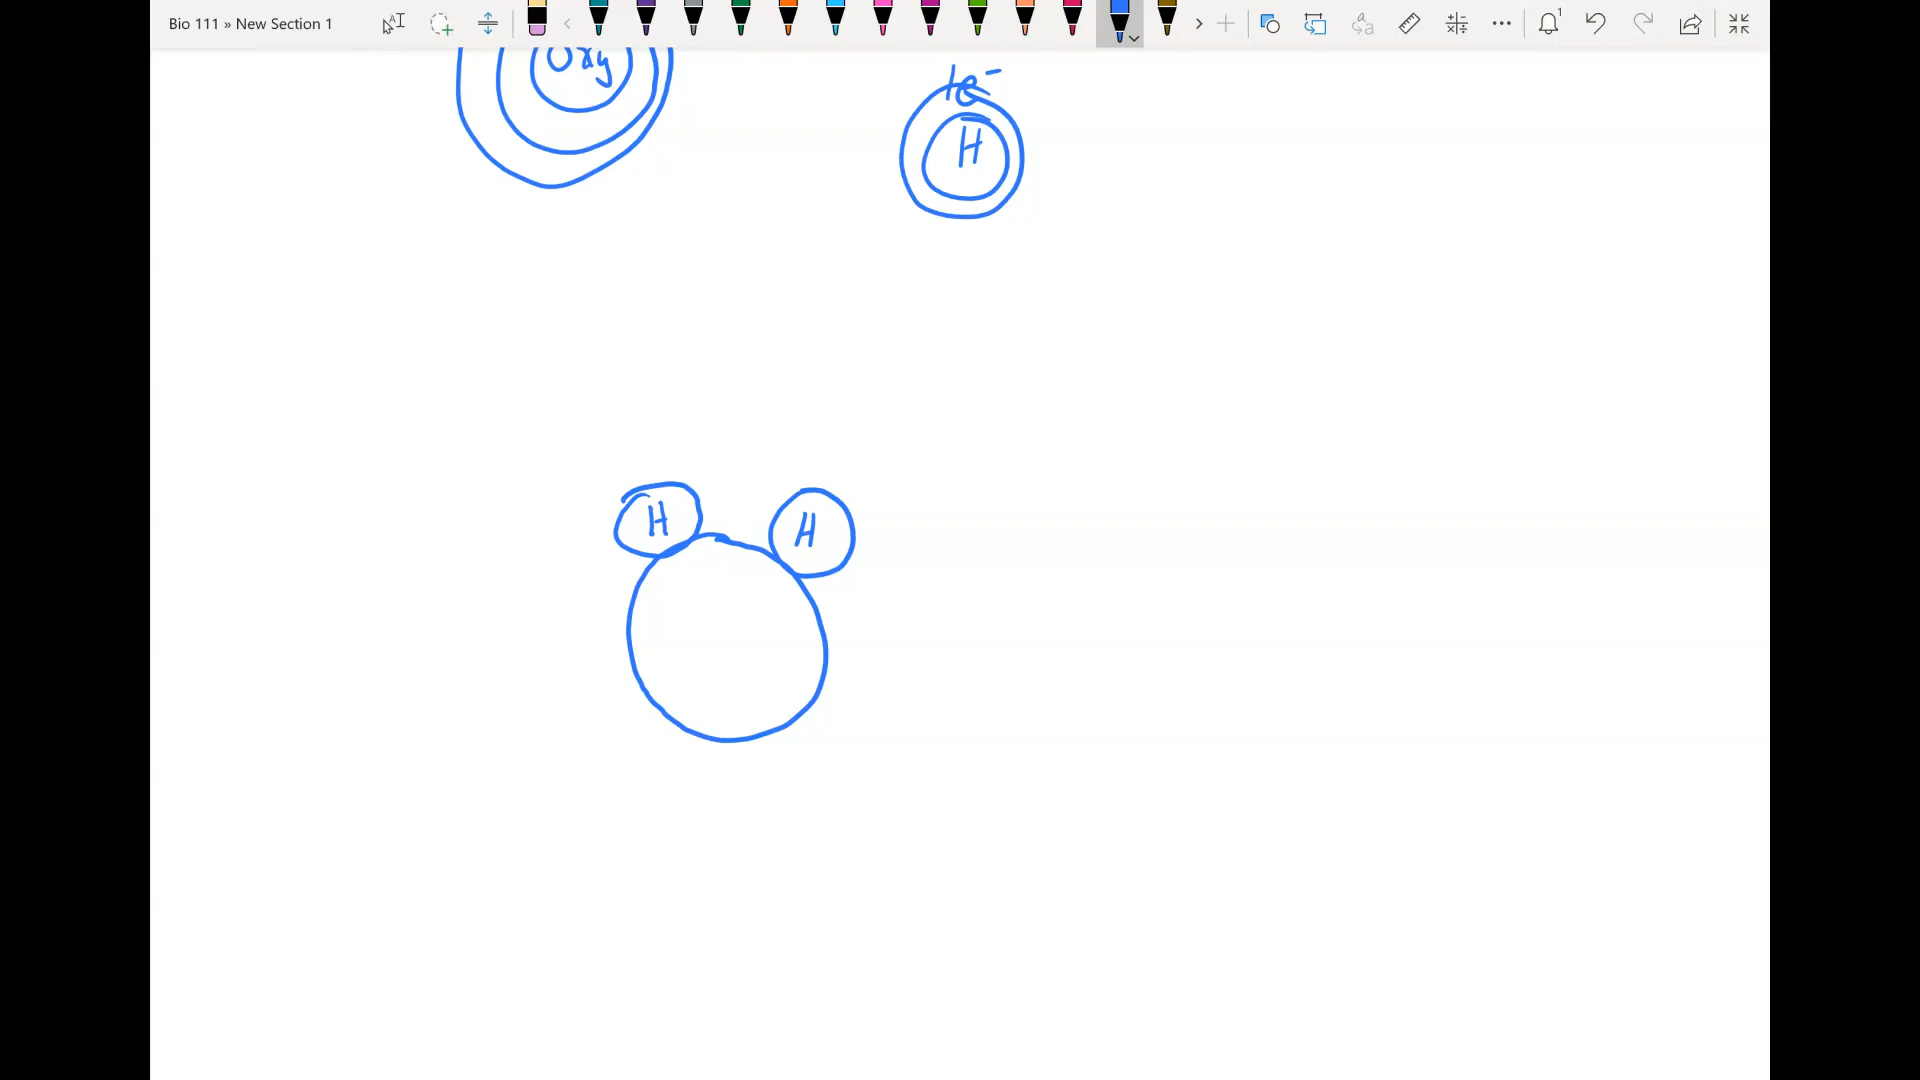 Bio 111 » New Section 1
Oxy
1e⁻
H
H
H